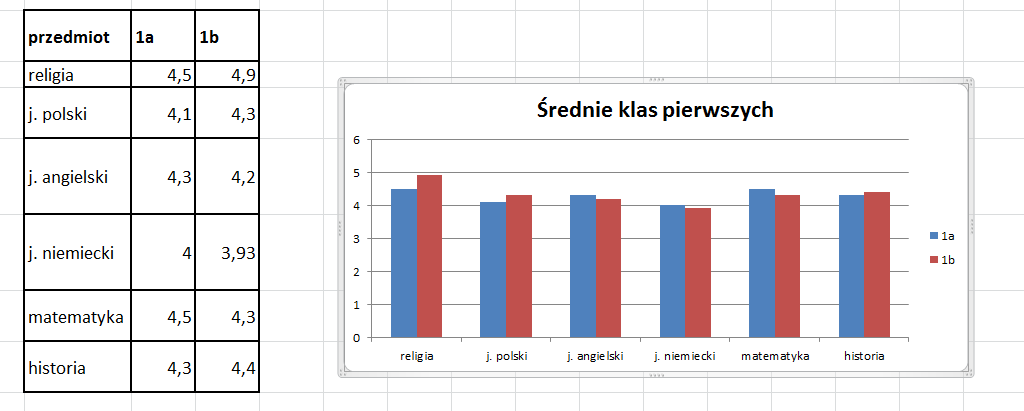 przedmiot 1a 1b
religia 4,5 4,9
j. polski 4,1 4,3
j. angielski 4,3 4,2
j. niemiecki 4 3,93
matematyka 4,5 4,3
historia 4,3 4,4
Średnie klas pierwszych
6
5
4
3
2
1
0
religia j. polski j. angielski j. niemiecki matematyka historia
1a
1b